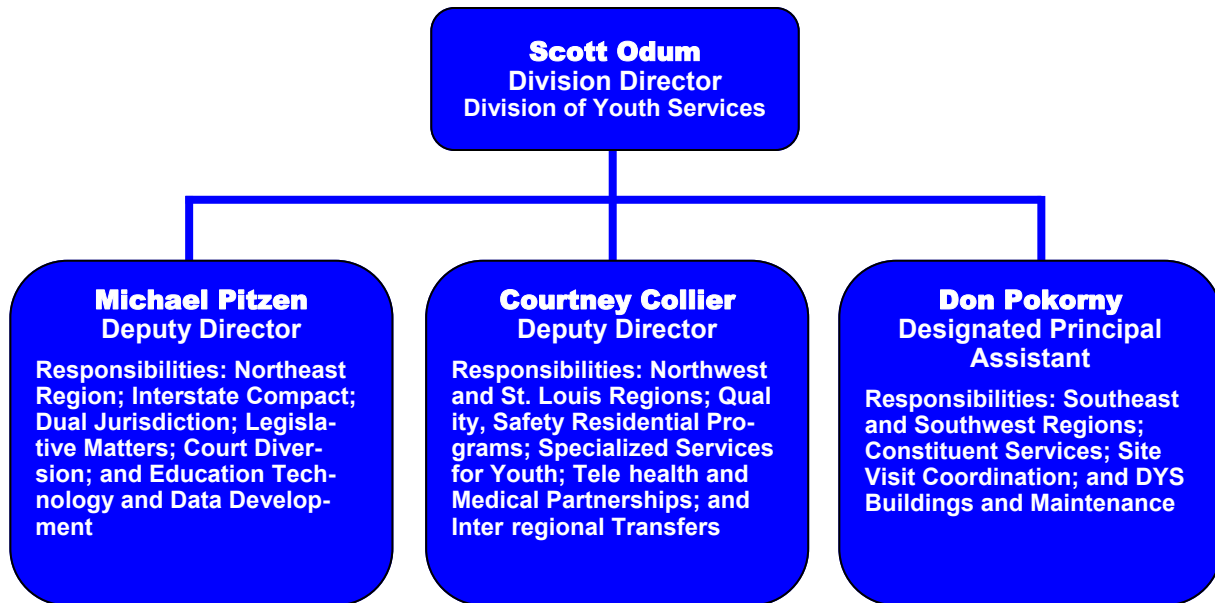 Scott Odum
Division Director
Division of Youth Services
Michael Pitzen
Deputy Director
Responsibilities: Northeast
Region; Interstate Compact;
Dual Jurisdiction; Legisla-
tive Matters; Court Diver-
sion; and Education Tech-
nology and Data Develop-
ment
Courtney Collier
Deputy Director
Responsibilities: Northwest
and St. Louis Regions; Qual
ity, Safety Residential Pro-
grams; Specialized Services
for Youth; Tele health and
Medical Partnerships; and
Inter regional Transfers
Don Pokorny
Designated Principal
Assistant
Responsibilities: Southeast
and Southwest Regions;
Constituent Services; Site
Visit Coordination; and DYS
Buildings and Maintenance